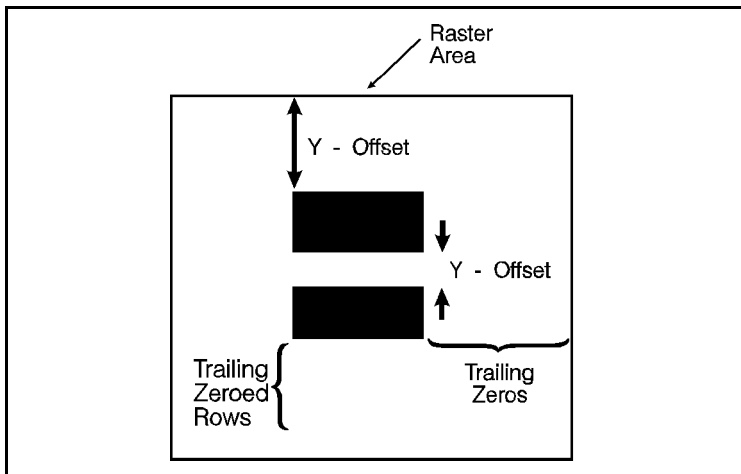 Raster
Area
Y - Offset
Y - Offset
Trailing
Zeroed
Rows
Trailing
Zeros